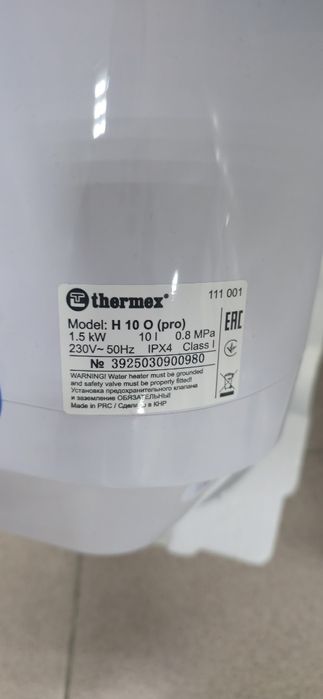 thermex® 111 001
Model: H 10 O (pro)
1.5 kW 10 l 0.8 MPa
230V~ 50Hz IPX4 Class I
EAC
№ 3925030900980
WARNING! Water heater must be grounded
and safety valve must be properly fitted!
Установка предохранительного клапана
и заземление ОБЯЗАТЕЛЬНЫ!
Made in PRC / Сделано в КНР